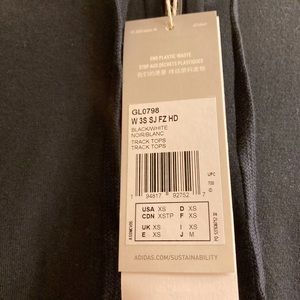 END PLASTIC WASTE
STOP AUX DÉCHETS PLASTIQUES
GL0798
W 3S SJ FZ HD
BLACK/WHITE
NOIR/BLANC
TRACK TOPS
TRACK TOPS
UPC
USA XS D XS
CDN XSTP F XS
UK XS I XS
E XS J M
ADIDAS.COM/SUSTAINABILITY